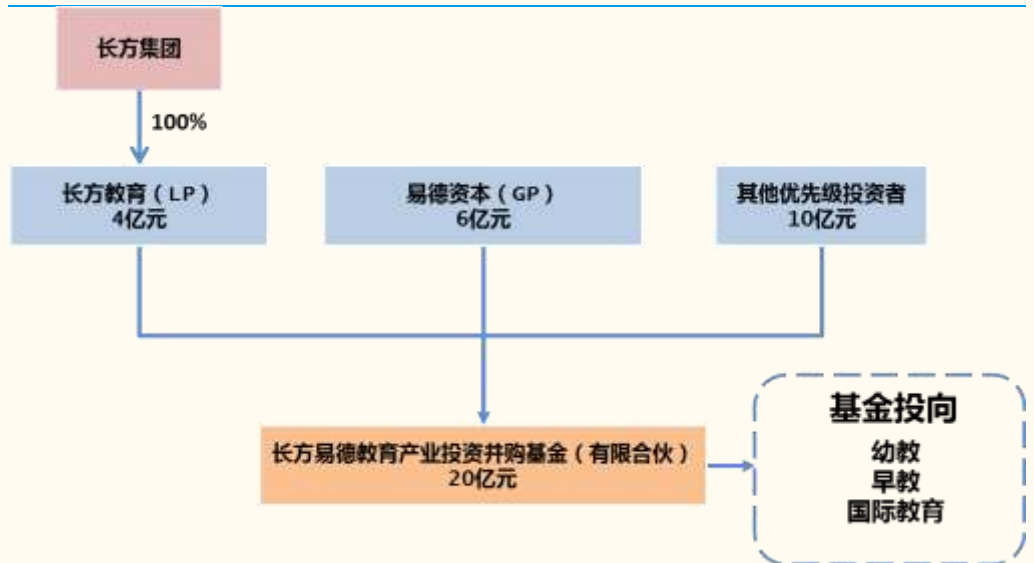 长方集团
100%
长方教育（LP）
4亿元
易德资本（GP）
6亿元
其他优先级投资者
10亿元
长方易德教育产业投资并购基金（有限合伙）
20亿元
基金投向
幼教
早教
国际教育